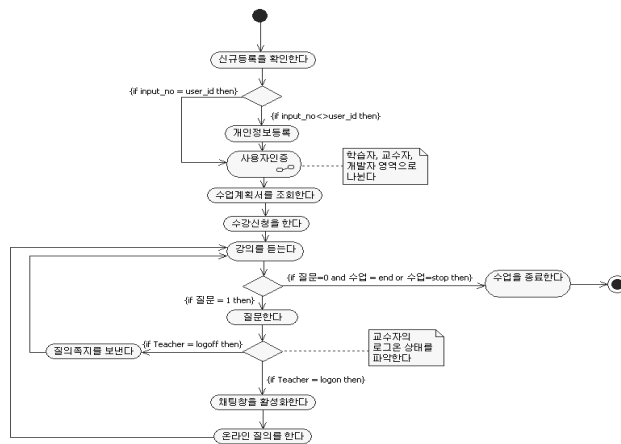 신규등록을 확인한다
{if input_no = user_id then}
{if input_no<>user_id then}
개인정보등록
사용자인증
학습자, 교수자,
개발자 영역으로
나뉜다
수업계획서를 조회한다
수강신청을 한다
강의를 듣는다
{if 질문=0 and 수업 = end or 수업=stop then}
수업을 종료한다
{if 질문 = 1 then}
질문한다
교수자의
로그온 상태를
파악한다
{if Teacher = logoff then}
질의쪽지를 보낸다
{if Teacher = logon then}
채팅창을 활성화한다
온라인 질의를 한다